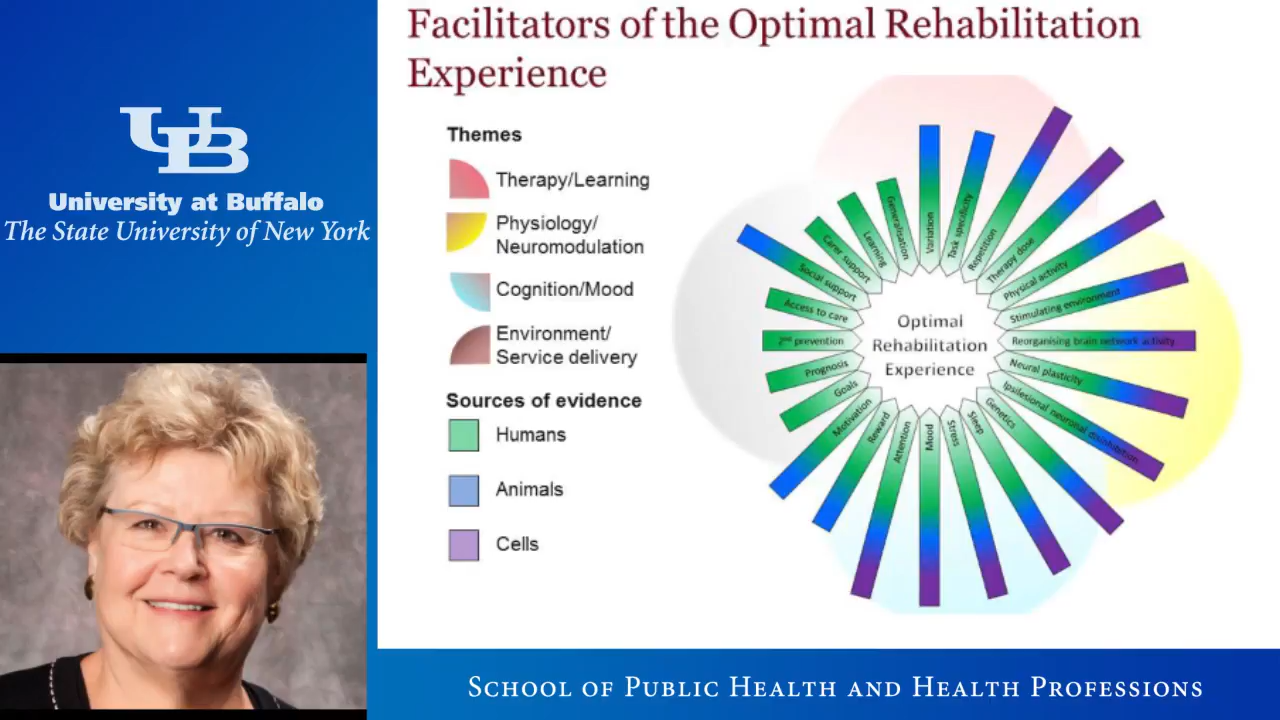 Facilitators of the Optimal Rehabilitation
Experience
UB
University at Buffalo
The State University of New York
Themes
Therapy/Learning
Physiology/
Neuromodulation
Cognition/Mood
Environment/
Service delivery
Sources of evidence
Humans
Animals
Cells
Optimal
Rehabilitation
Experience
Variation
Task specificity
Repetition
Therapy dose
Physical activity
Stimulating environment
Reorganising brain network activity
Neural plasticity
Ipsilesional neuronal disinhibition
Genetics
Sleep
Stress
Mood
Attention
Reward
Motivation
Goals
Prognosis
2nd prevention
Access to care
Social support
Carer support
Learning
Generalisation
School of Public Health and Health Professions